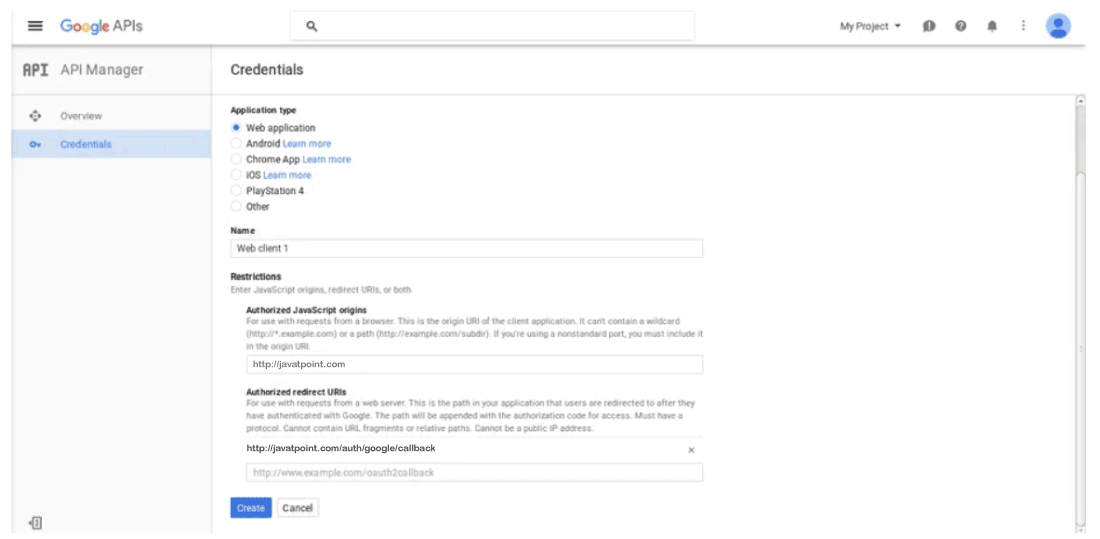 Google APIs
My Project
API API Manager
Credentials
Overview
Credentials
Application type
Web application
Android Learn more
Chrome App Learn more
iOS Learn more
PlayStation 4
Other
Name
Web client 1
Restrictions
Enter JavaScript origins, redirect URIs, or both
Authorized JavaScript origins
For use with requests from a browser. This is the origin URI of the client application. It can't contain a wildcard
(http://*.example.com) or a path (http://example.com/subdir). If you're using a nonstandard port, you must include it
in the origin URI.
http://javatpoint.com
Authorized redirect URIs
For use with requests from a web server. This is the path in your application that users are redirected to after they
have authenticated with Google. The path will be appended with the authorization code for access. Must have a
protocol. Cannot contain URL fragments or relative paths. Cannot be a public IP address.
http://javatpoint.com/auth/google/callback
http://www.example.com/oauth2callback
Create Cancel